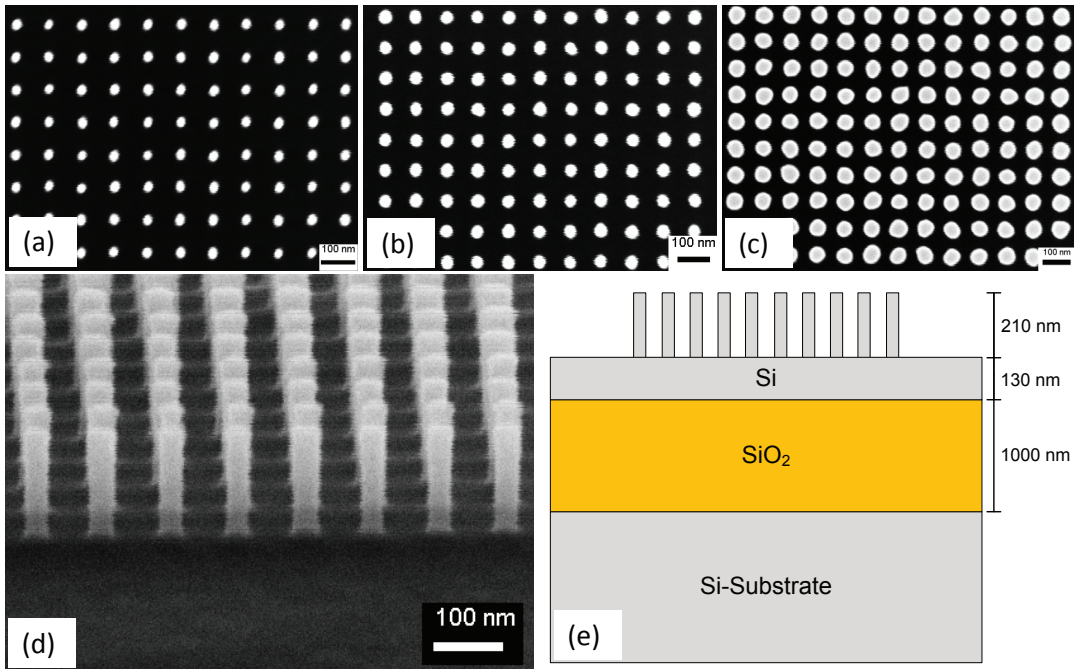 (a)
100 nm
(b)
100 nm
(c)
100 nm
(d)
100 nm
(e)
Si
SiO₂
Si-Substrate
210 nm
130 nm
1000 nm